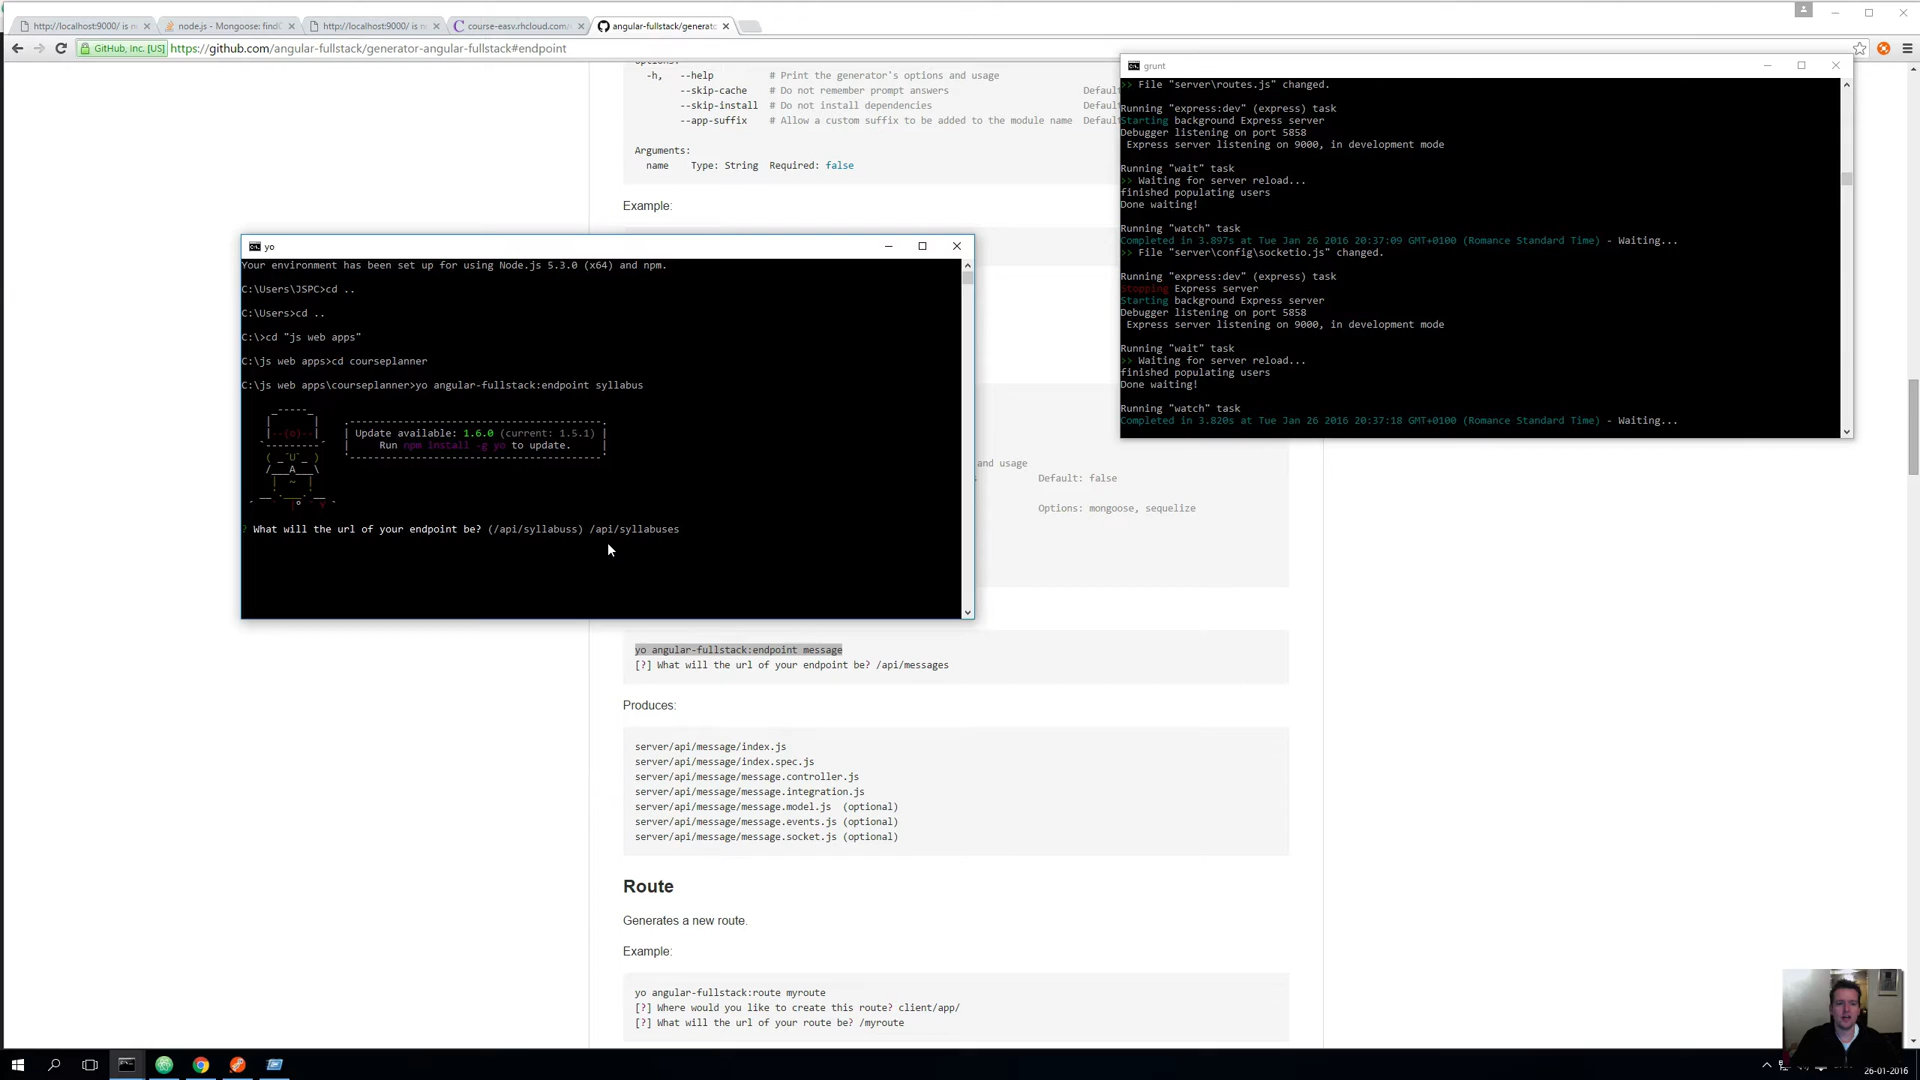 http://localhost:9000/ is n
node.js - Mongoose: find
http://localhost:9000/ is n
course-easv.rhcloud.com/
angular-fullstack/generato
GitHub, Inc. [US]
https://github.com/angular-fullstack/generator-angular-fullstack#endpoint
-h, --help # Print the generator's options and usage
--skip-cache # Do not remember prompt answers Defaul
--skip-install # Do not install dependencies Defaul
--app-suffix # Allow a custom suffix to be added to the module name Defaul
Arguments:
name Type: String Required: false
Example:
yo
Your environment has been set up for using Node.js 5.3.0 (x64) and npm.
C:\Users\JSPC>cd ..
C:\Users>cd ..
C:\>cd "js web apps"
C:\js web apps>cd courseplanner
C:\js web apps\courseplanner>yo angular-fullstack:endpoint syllabus
Update available: 1.6.0 (current: 1.5.1)
Run npm install -g yo to update.
? What will the url of your endpoint be? (/api/syllabuss) /api/syllabuses
grunt
>> File "server\routes.js" changed.
Running "express:dev" (express) task
Starting background Express server
Debugger listening on port 5858
Express server listening on 9000, in development mode
Running "wait" task
>> Waiting for server reload...
finished populating users
Done waiting!
Running "watch" task
Completed in 3.897s at Tue Jan 26 2016 20:37:09 GMT+0100 (Romance Standard Time) - Waiting...
>> File "server\config\socketio.js" changed.
Running "express:dev" (express) task
Stopping Express server
Starting background Express server
Debugger listening on port 5858
Express server listening on 9000, in development mode
Running "wait" task
>> Waiting for server reload...
finished populating users
Done waiting!
Running "watch" task
Completed in 3.820s at Tue Jan 26 2016 20:37:18 GMT+0100 (Romance Standard Time) - Waiting...
and usage
Default: false
Options: mongoose, sequelize
yo angular-fullstack:endpoint message
[?] What will the url of your endpoint be? /api/messages
Produces:
server/api/message/index.js
server/api/message/index.spec.js
server/api/message/message.controller.js
server/api/message/message.integration.js
server/api/message/message.model.js (optional)
server/api/message/message.events.js (optional)
server/api/message/message.socket.js (optional)
Route
Generates a new route.
Example:
yo angular-fullstack:route myroute
[?] Where would you like to create this route? client/app/
[?] What will the url of your route be? /myroute
26-01-2016